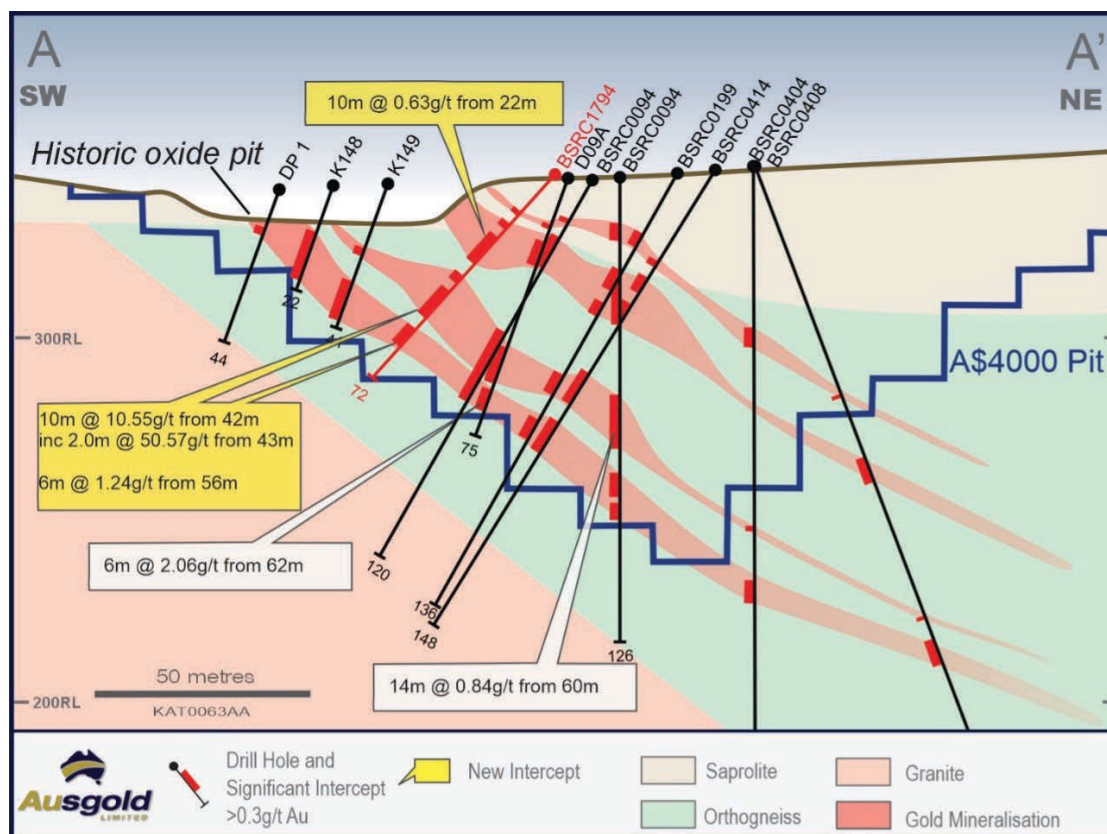 A
SW
A'
NE
10m @ 0.63g/t from 22m
Historic oxide pit
DP 1
K148
K149
BSRC1794
D09A
BSRC0094
BSRC0094
BSRC0199
BSRC0414
BSRC0404
BSRC0408
300RL
A$4000 Pit
22
44
72
75
10m @ 10.55g/t from 42m
inc 2.0m @ 50.57g/t from 43m
6m @ 1.24g/t from 56m
6m @ 2.06g/t from 62m
120
136
148
126
14m @ 0.84g/t from 60m
50 metres
KAT0063AA
200RL
Ausgold
LIMITED
Drill Hole and
Significant Intercept
>0.3g/t Au
New Intercept
Saprolite
Orthogneiss
Granite
Gold Mineralisation